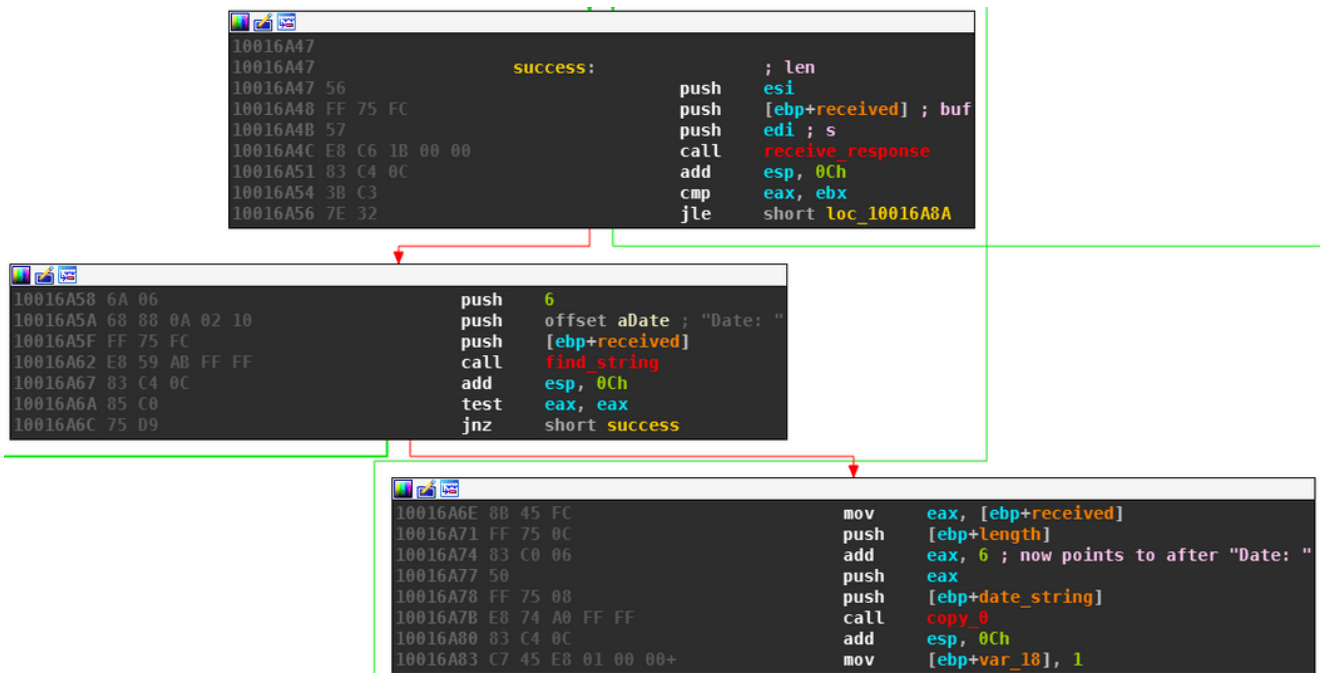 10016A47
10016A47 success: ; len
10016A47 56 push esi
10016A48 FF 75 FC push [ebp+received] ; buf
10016A4B 57 push edi ; s
10016A4C E8 C6 1B 00 00 call receive_response
10016A51 83 C4 0C add esp, 0Ch
10016A54 3B C3 cmp eax, ebx
10016A56 7E 32 jle short loc_10016A8A
10016A58 6A 06 push 6
10016A5A 68 88 0A 02 10 push offset aDate ; "Date: "
10016A5F FF 75 FC push [ebp+received]
10016A62 E8 59 AB FF FF call find_string
10016A67 83 C4 0C add esp, 0Ch
10016A6A 85 C0 test eax, eax
10016A6C 75 D9 jnz short success
10016A6E 8B 45 FC mov eax, [ebp+received]
10016A71 FF 75 0C push [ebp+length]
10016A74 83 C0 06 add eax, 6 ; now points to after "Date: "
10016A77 50 push eax
10016A78 FF 75 08 push [ebp+date_string]
10016A7B E8 74 A0 FF FF call copy_0
10016A80 83 C4 0C add esp, 0Ch
10016A83 C7 45 E8 01 00 00+ mov [ebp+var_18], 1